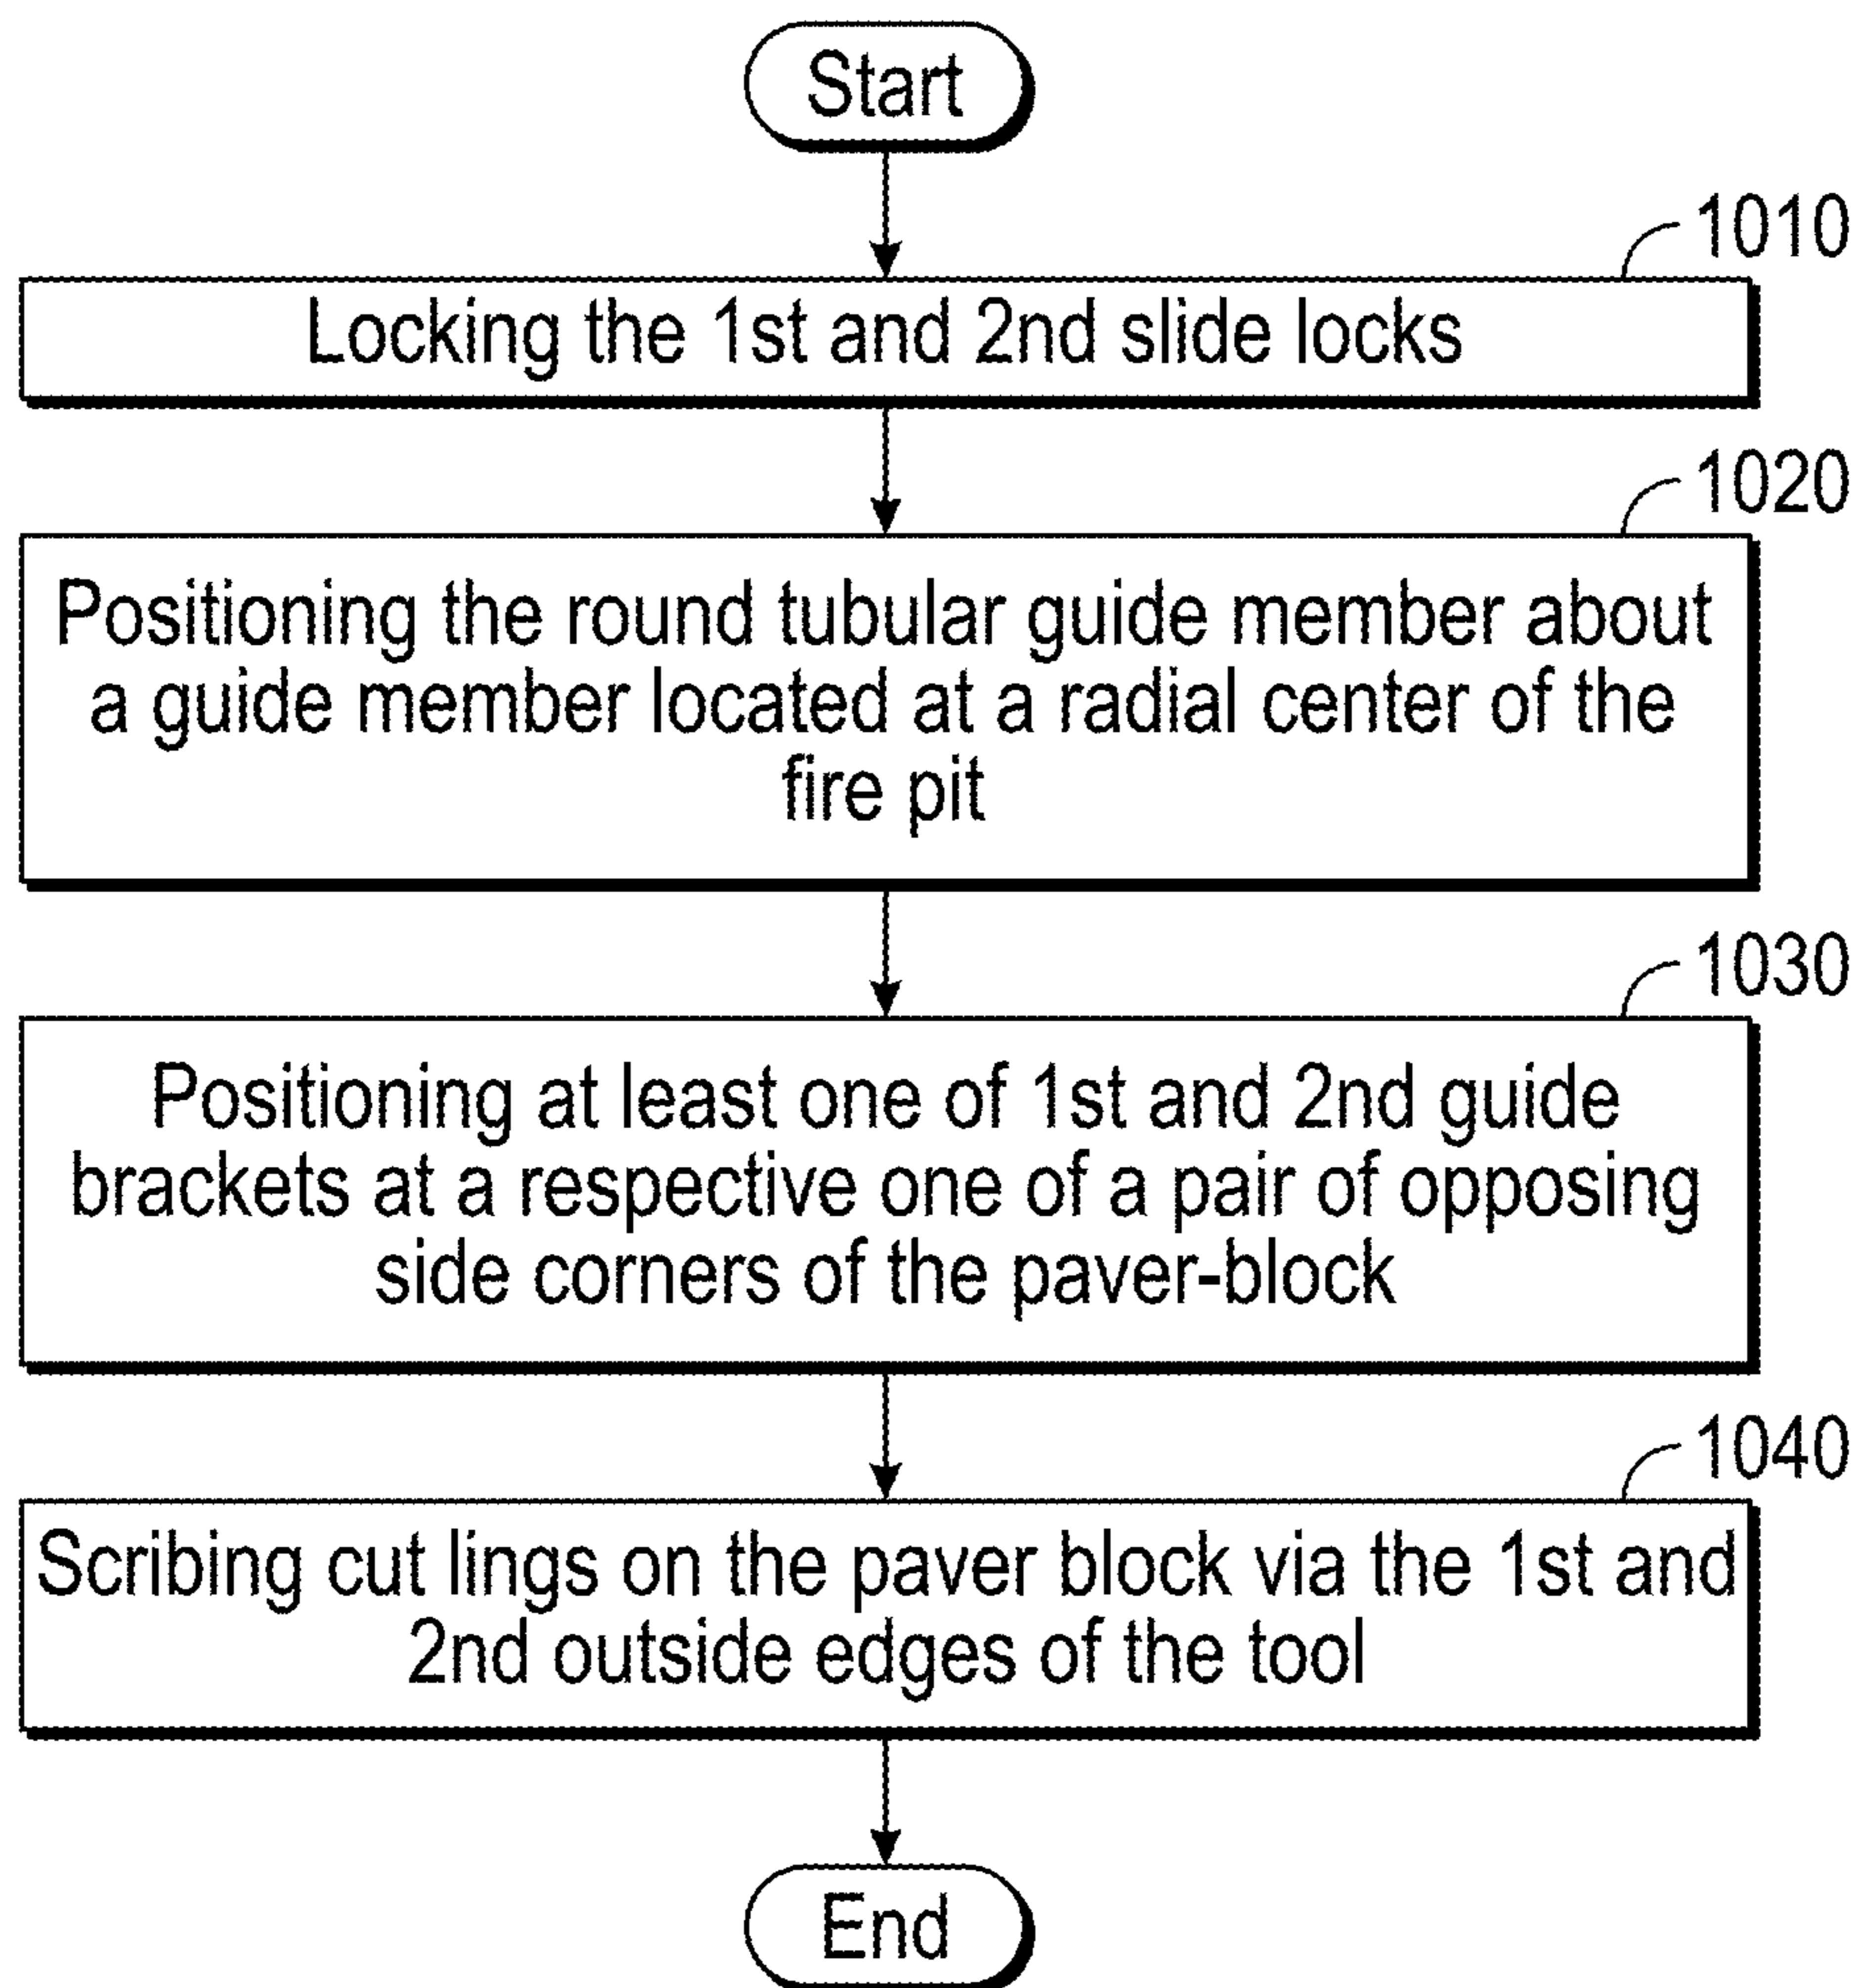 Start
1010
Locking the 1st and 2nd slide locks
1020
Positioning the round tubular guide member about
a guide member located at a radial center of the
fire pit
1030
Positioning at least one of 1st and 2nd guide
brackets at a respective one of a pair of opposing
side corners of the paver-block
1040
Scribing cut lings on the paver block via the 1st and
2nd outside edges of the tool
End